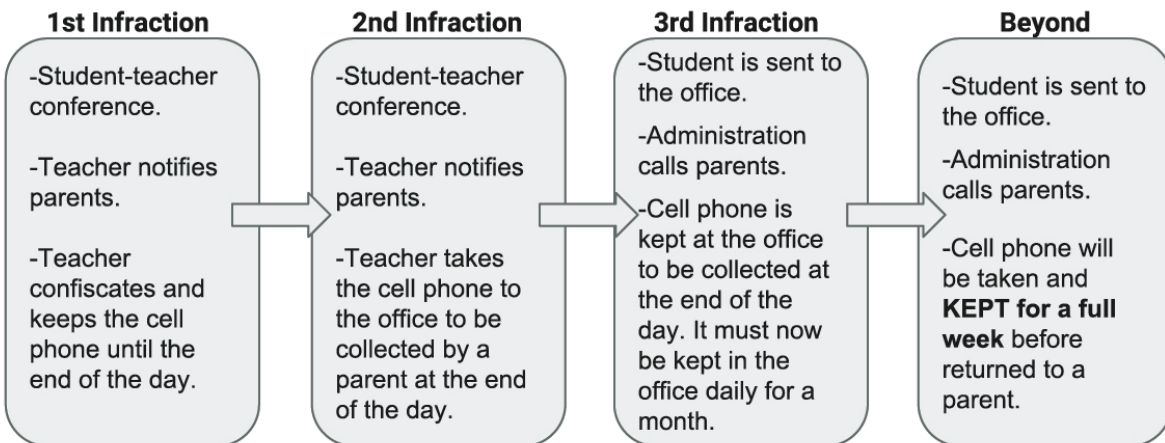 1st Infraction
-Student-teacher
conference.
-Teacher notifies
parents.
-Teacher
confiscates and
keeps the cell
phone until the
end of the day.
2nd Infraction
-Student-teacher
conference.
-Teacher notifies
parents.
-Teacher takes
the cell phone to
the office to be
collected by a
parent at the end
of the day.
3rd Infraction
-Student is sent to
the office.
-Administration
calls parents.
-Cell phone is
kept at the office
to be collected at
the end of the
day. It must now
be kept in the
office daily for a
month.
Beyond
-Student is sent to
the office.
-Administration
calls parents.
-Cell phone will
be taken and
KEPT for a full
week before
returned to a
parent.